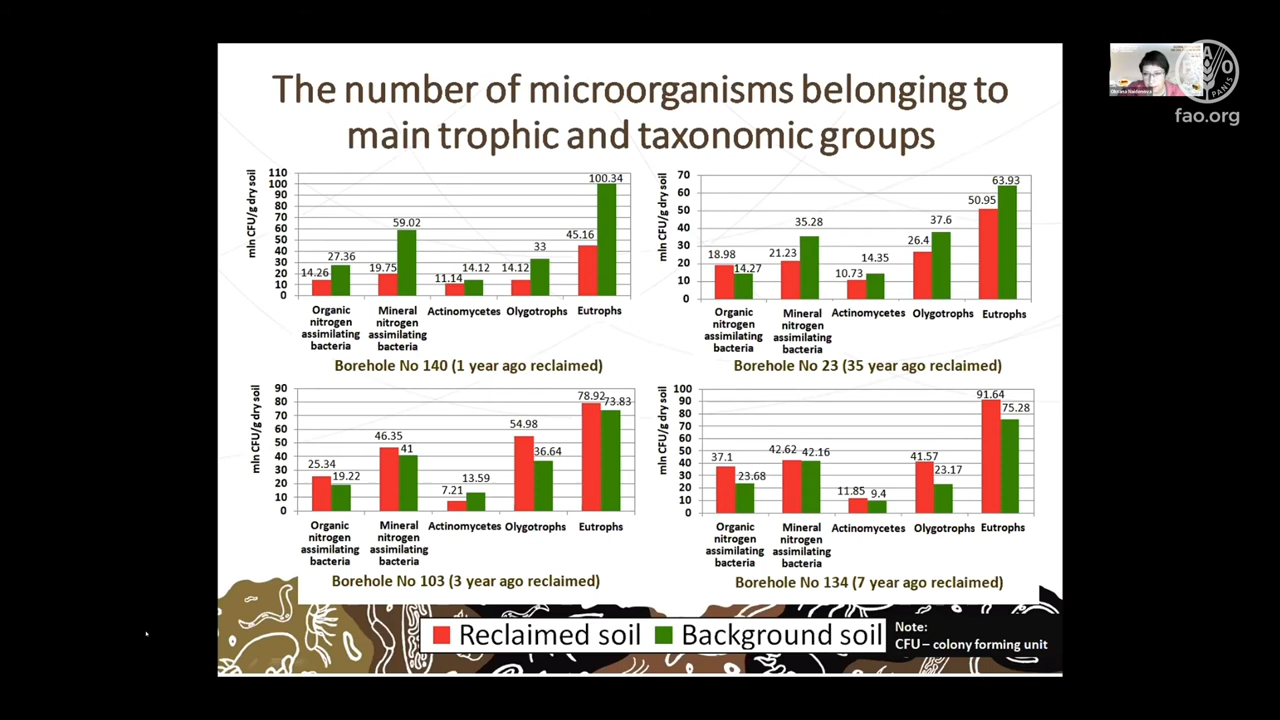 The number of microorganisms belonging to
main trophic and taxonomic groups
fao.org
mln CFU/g dry soil
110
100
90
80
70
60
50
40
30
20
10
0
14.26
27.36
19.75
59.02
11.14
14.12
14.12
33
45.16
100.34
Organic
nitrogen
assimilating
bacteria
Mineral
nitrogen
assimilating
bacteria
Actinomycetes
Olygotrophs
Eutrophs
Borehole No 140 (1 year ago reclaimed)
mln CFU/g dry soil
70
60
50
40
30
20
10
0
18.98
14.27
21.23
35.28
10.73
14.35
26.4
37.6
50.95
63.93
Organic
nitrogen
assimilating
bacteria
Mineral
nitrogen
assimilating
bacteria
Actinomycetes
Olygotrophs
Eutrophs
Borehole No 23 (35 year ago reclaimed)
mln CFU/g dry soil
90
80
70
60
50
40
30
20
10
0
25.34
19.22
46.35
41
7.21
13.59
54.98
36.64
78.92
73.83
Organic
nitrogen
assimilating
bacteria
Mineral
nitrogen
assimilating
bacteria
Actinomycetes
Olygotrophs
Eutrophs
Borehole No 103 (3 year ago reclaimed)
mln CFU/g dry soil
100
90
80
70
60
50
40
30
20
10
0
37.1
23.68
42.62
42.16
11.85
9.4
41.57
23.17
91.64
75.28
Organic
nitrogen
assimilating
bacteria
Mineral
nitrogen
assimilating
bacteria
Actinomycetes
Olygotrophs
Eutrophs
Borehole No 134 (7 year ago reclaimed)
Reclaimed soil
Background soil
Note:
CFU – colony forming unit